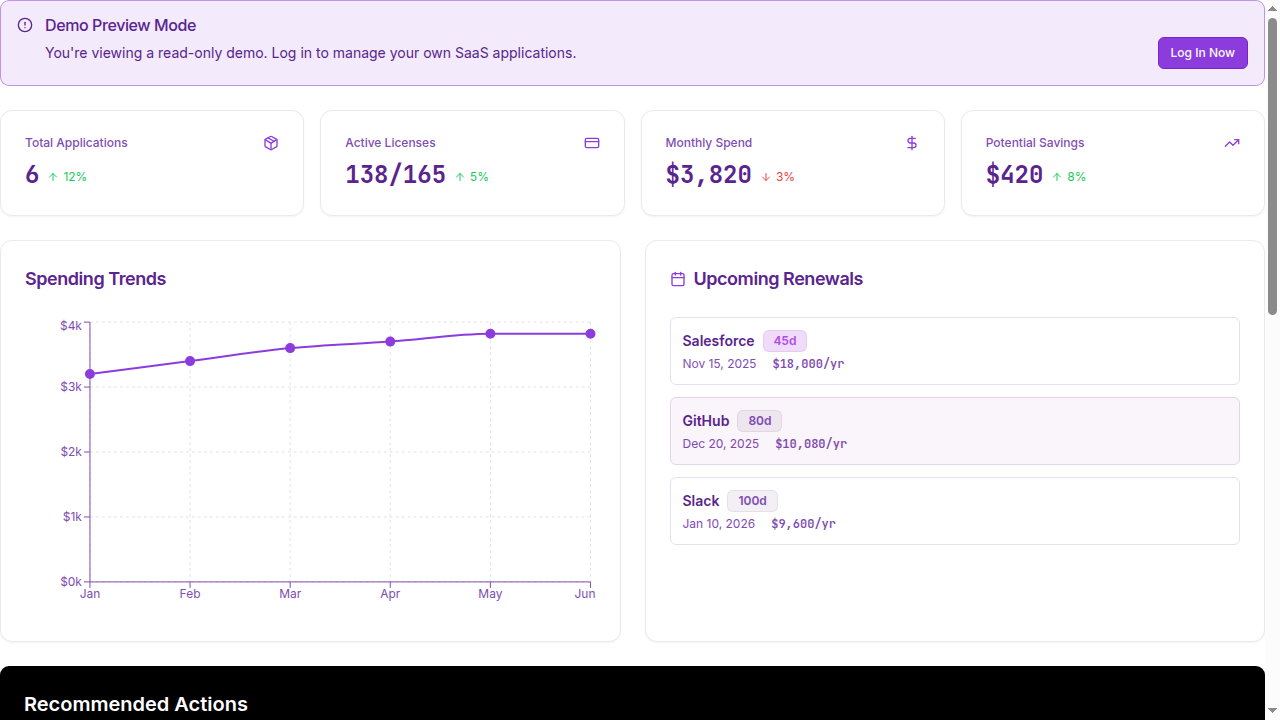 Demo Preview Mode
You're viewing a read-only demo. Log in to manage your own SaaS applications.
Log In Now
Total Applications
6 ↑ 12%
Active Licenses
138/165 ↑ 5%
Monthly Spend
$3,820 ↓ 3%
Potential Savings
$420 ↑ 8%
Spending Trends
$4k
$3k
$2k
$1k
$0k
Jan Feb Mar Apr May Jun
Upcoming Renewals
Salesforce 45d
Nov 15, 2025 $18,000/yr
GitHub 80d
Dec 20, 2025 $10,080/yr
Slack 100d
Jan 10, 2026 $9,600/yr
Recommended Actions